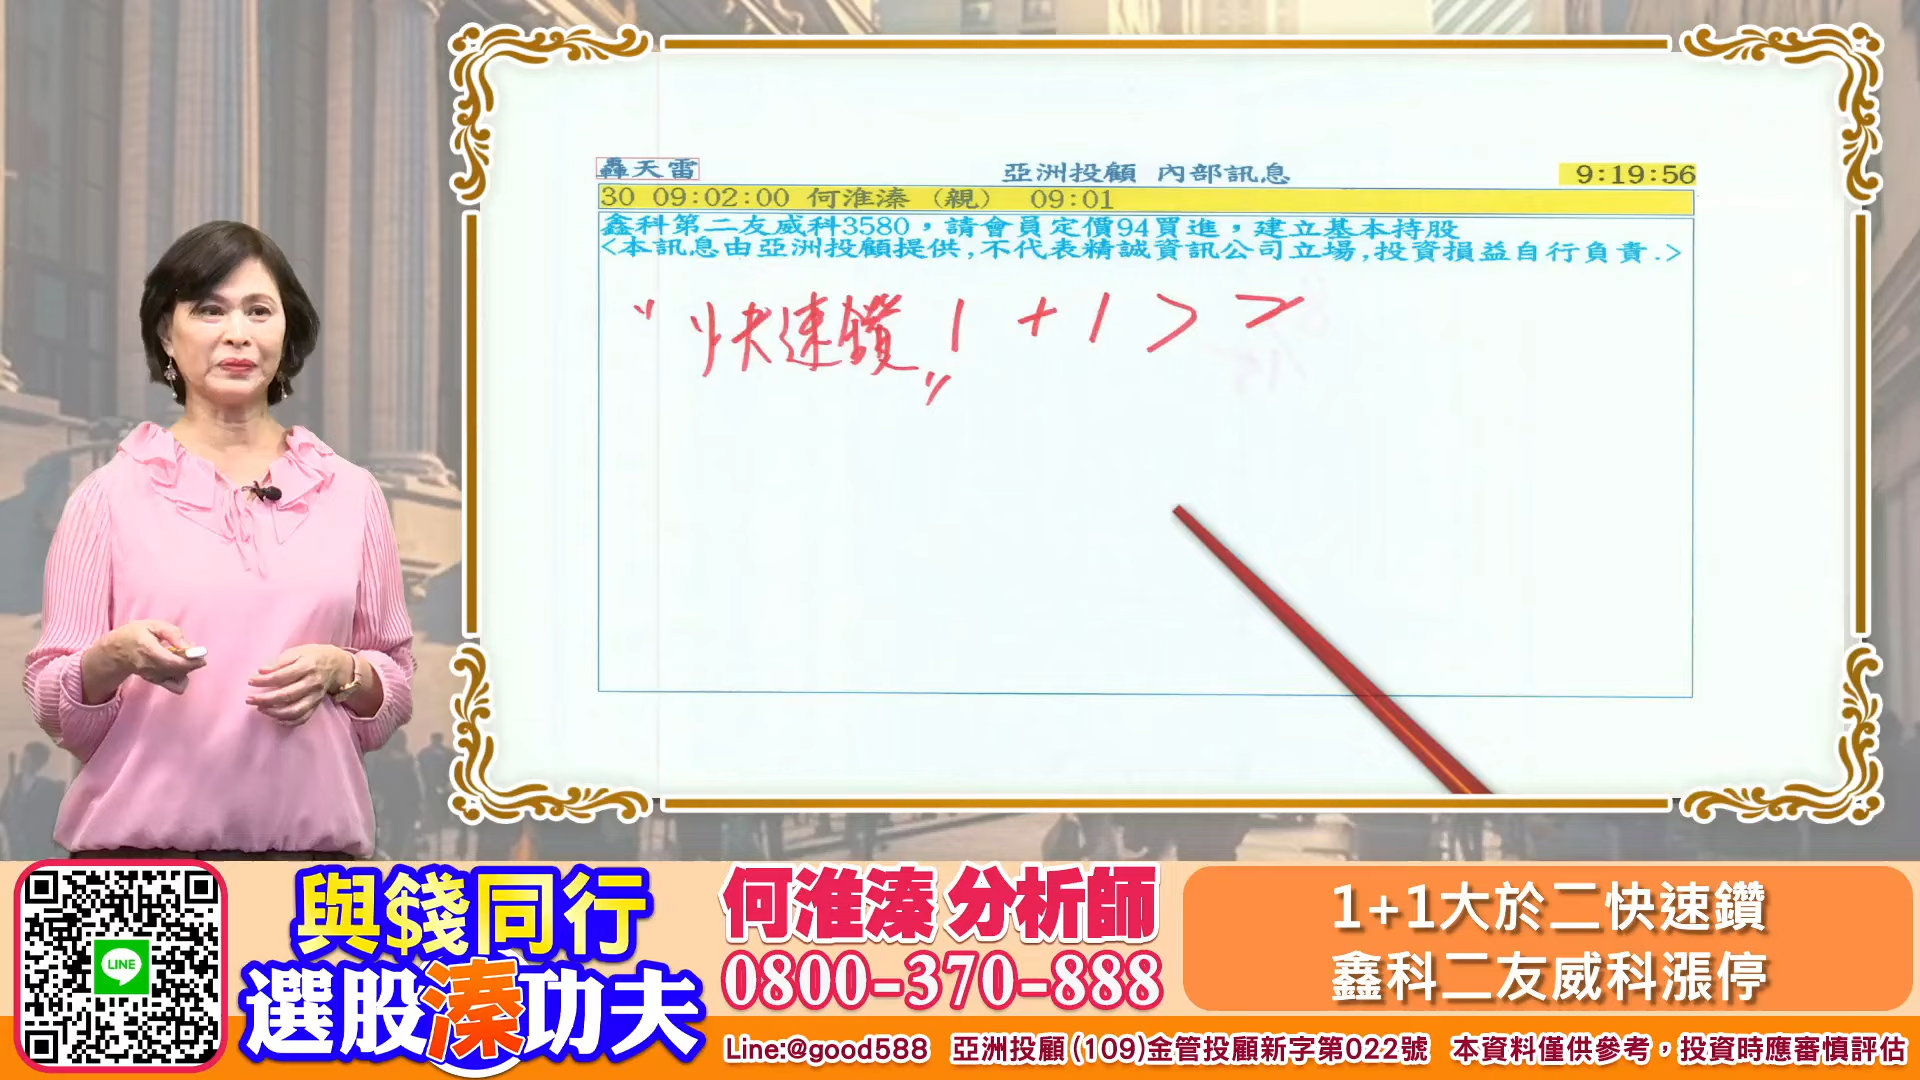 轟天雷 亞洲投顧 內部訊息 9:19:56
30 09:02:00 何淮溱 (親) 09:01
鑫科第二友威科3580，請會員定價94買進，建立基本持股
<本訊息由亞洲投顧提供,不代表精誠資訊公司立場,投資損益自行負責.>
"快速鑽" 1+1>2
LINE
與錢同行
選股溱功夫
何淮溱 分析師
0800-370-888
1+1大於二快速鑽
鑫科二友威科漲停
Line:@good588 亞洲投顧 (109)金管投顧新字第022號 本資料僅供參考，投資時應審慎評估